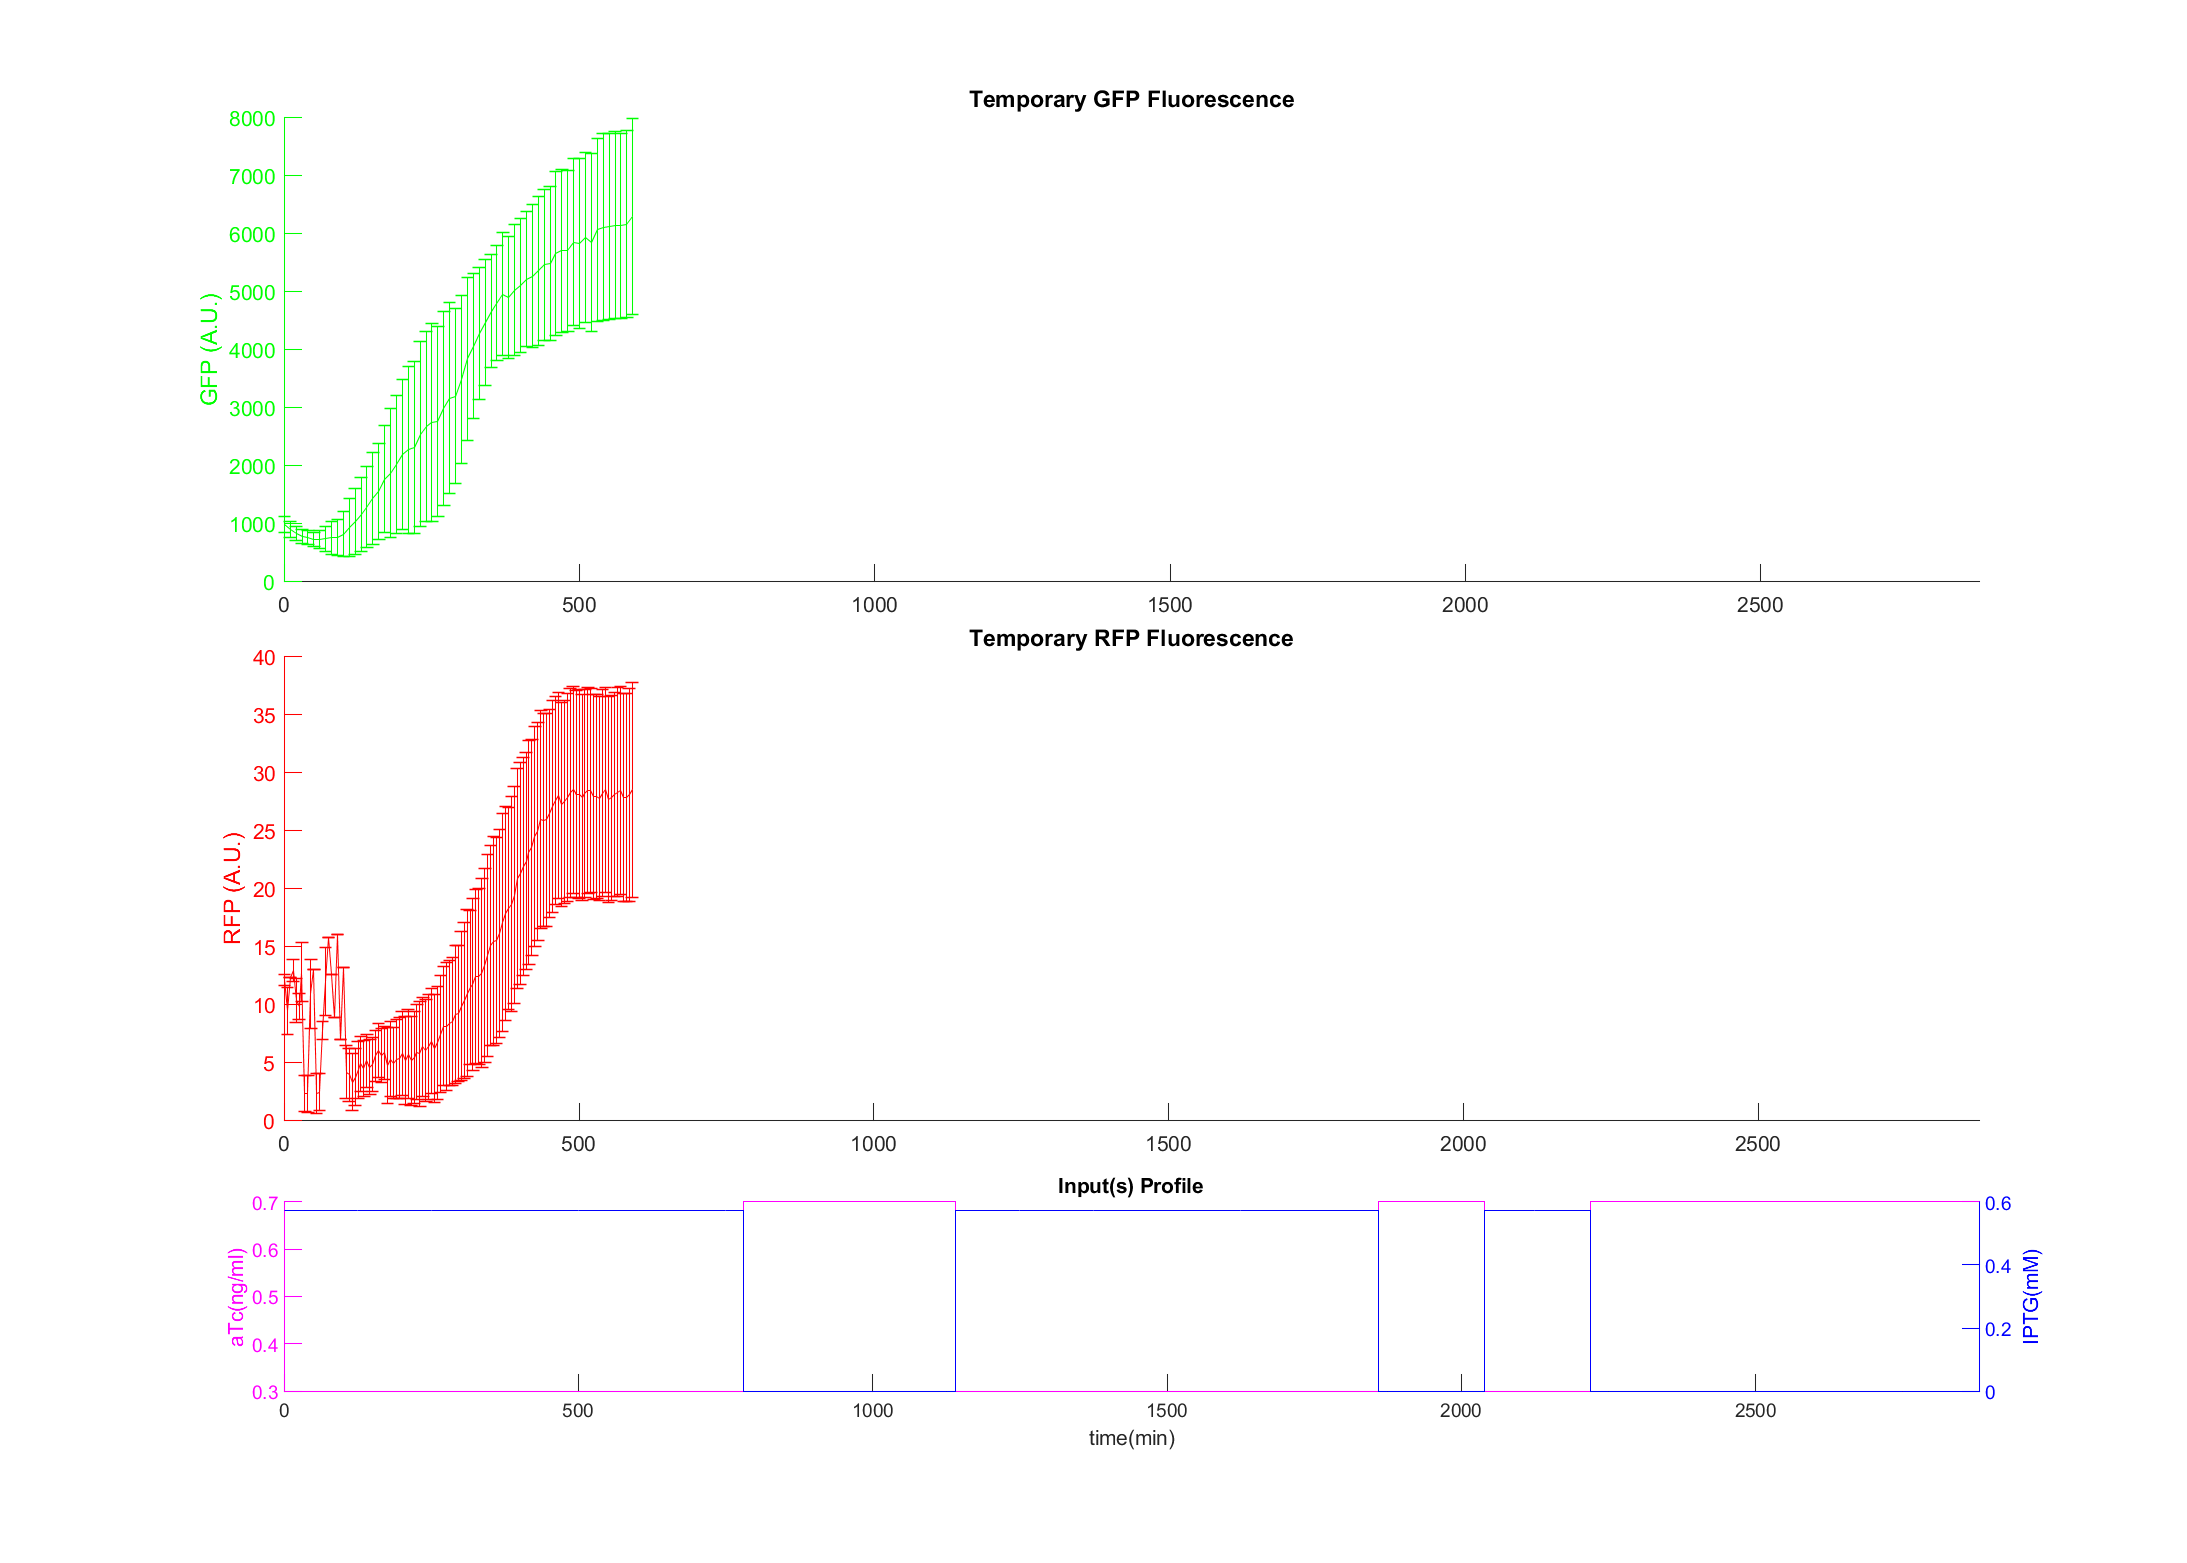 Temporary GFP Fluorescence
8000
7000
6000
5000
4000
3000
2000
1000
0
GFP (A.U.)
0 500 1000 1500 2000 2500
Temporary RFP Fluorescence
40
35
30
25
20
15
10
5
0
RFP (A.U.)
0 500 1000 1500 2000 2500
Input(s) Profile
0.7
0.6
0.5
0.4
0.3
aTc(ng/ml)
0.6
0.4
0.2
0
IPTG(mM)
0 500 1000 1500 2000 2500
time(min)